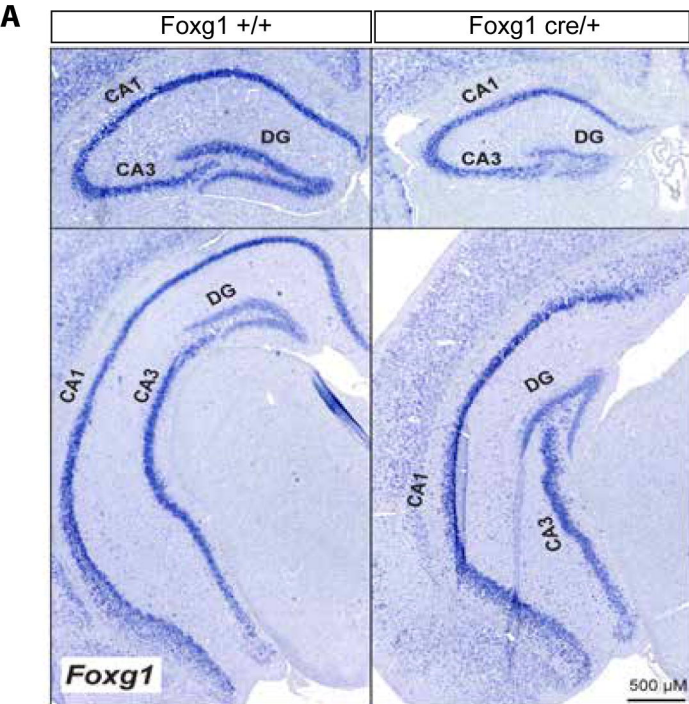 A
Foxg1 +/+
Foxg1 cre/+
CA1
DG
CA3
CA1
DG
CA3
DG
CA3
CA1
DG
CA1
CA3
Foxg1
500 µM